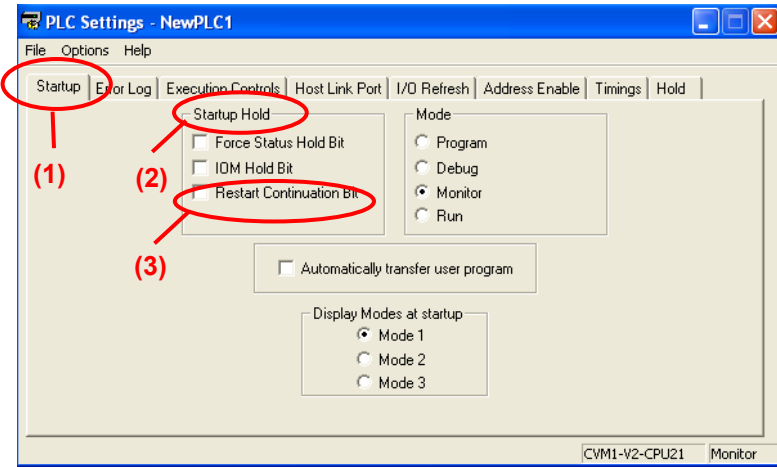 PLC Settings - NewPLC1
File Options Help
Startup Error Log Execution Controls Host Link Port I/O Refresh Address Enable Timings Hold
(1)
Startup Hold
(2)
Force Status Hold Bit
IOM Hold Bit
Restart Continuation Bit
(3)
Mode
Program
Debug
Monitor
Run
Automatically transfer user program
Display Modes at startup
Mode 1
Mode 2
Mode 3
CVM1-V2-CPU21 Monitor